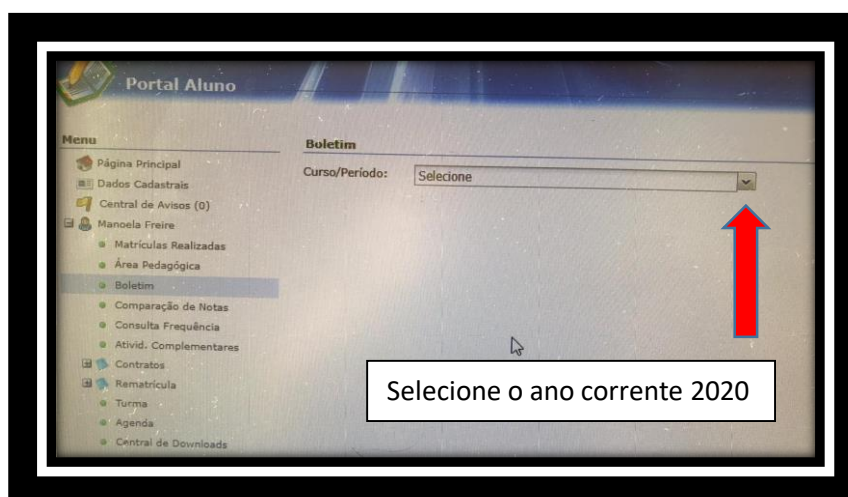 Portal Aluno
Menu
Página Principal
Dados Cadastrais
Central de Avisos (0)
Manoela Freire
Matrículas Realizadas
Área Pedagógica
Boletim
Comparação de Notas
Consulta Frequência
Ativid. Complementares
Contratos
Rematrícula
Turma
Agenda
Central de Downloads
Boletim
Curso/Período: Selecione
Selecione o ano corrente 2020